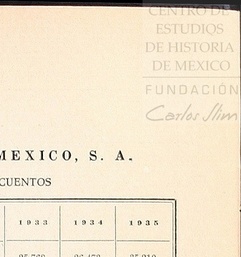 CENTRO DE
ESTUDIOS
DE HISTORIA
DE MEXICO
FUNDACIÓN
Carlos Slim
MEXICO, S. A.
CUENTOS
1933 1934 1935